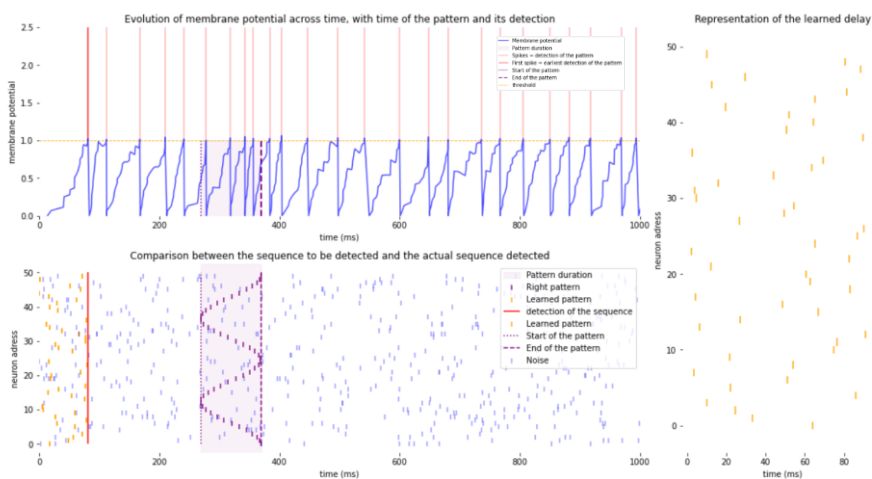 Evolution of membrane potential across time, with time of the pattern and its detection
2.5
2.0
1.5
1.0
0.5
0.0
membrane potential
Membrane potential
Pattern duration
Spikes = detection of the pattern
First spike = earliest detection of the pattern
Start of the pattern
End of the pattern
threshold
0 200 400 600 800 1000
time (ms)
Comparison between the sequence to be detected and the actual sequence detected
50
40
30
20
10
0
neuron adress
Pattern duration
Right pattern
Learned pattern
detection of the sequence
Learned pattern
Start of the pattern
End of the pattern
Noise
0 200 400 600 800 1000
time (ms)
Representation of the learned delay
50
40
30
20
10
0
neuron adress
0 20 40 60 80
time (ms)